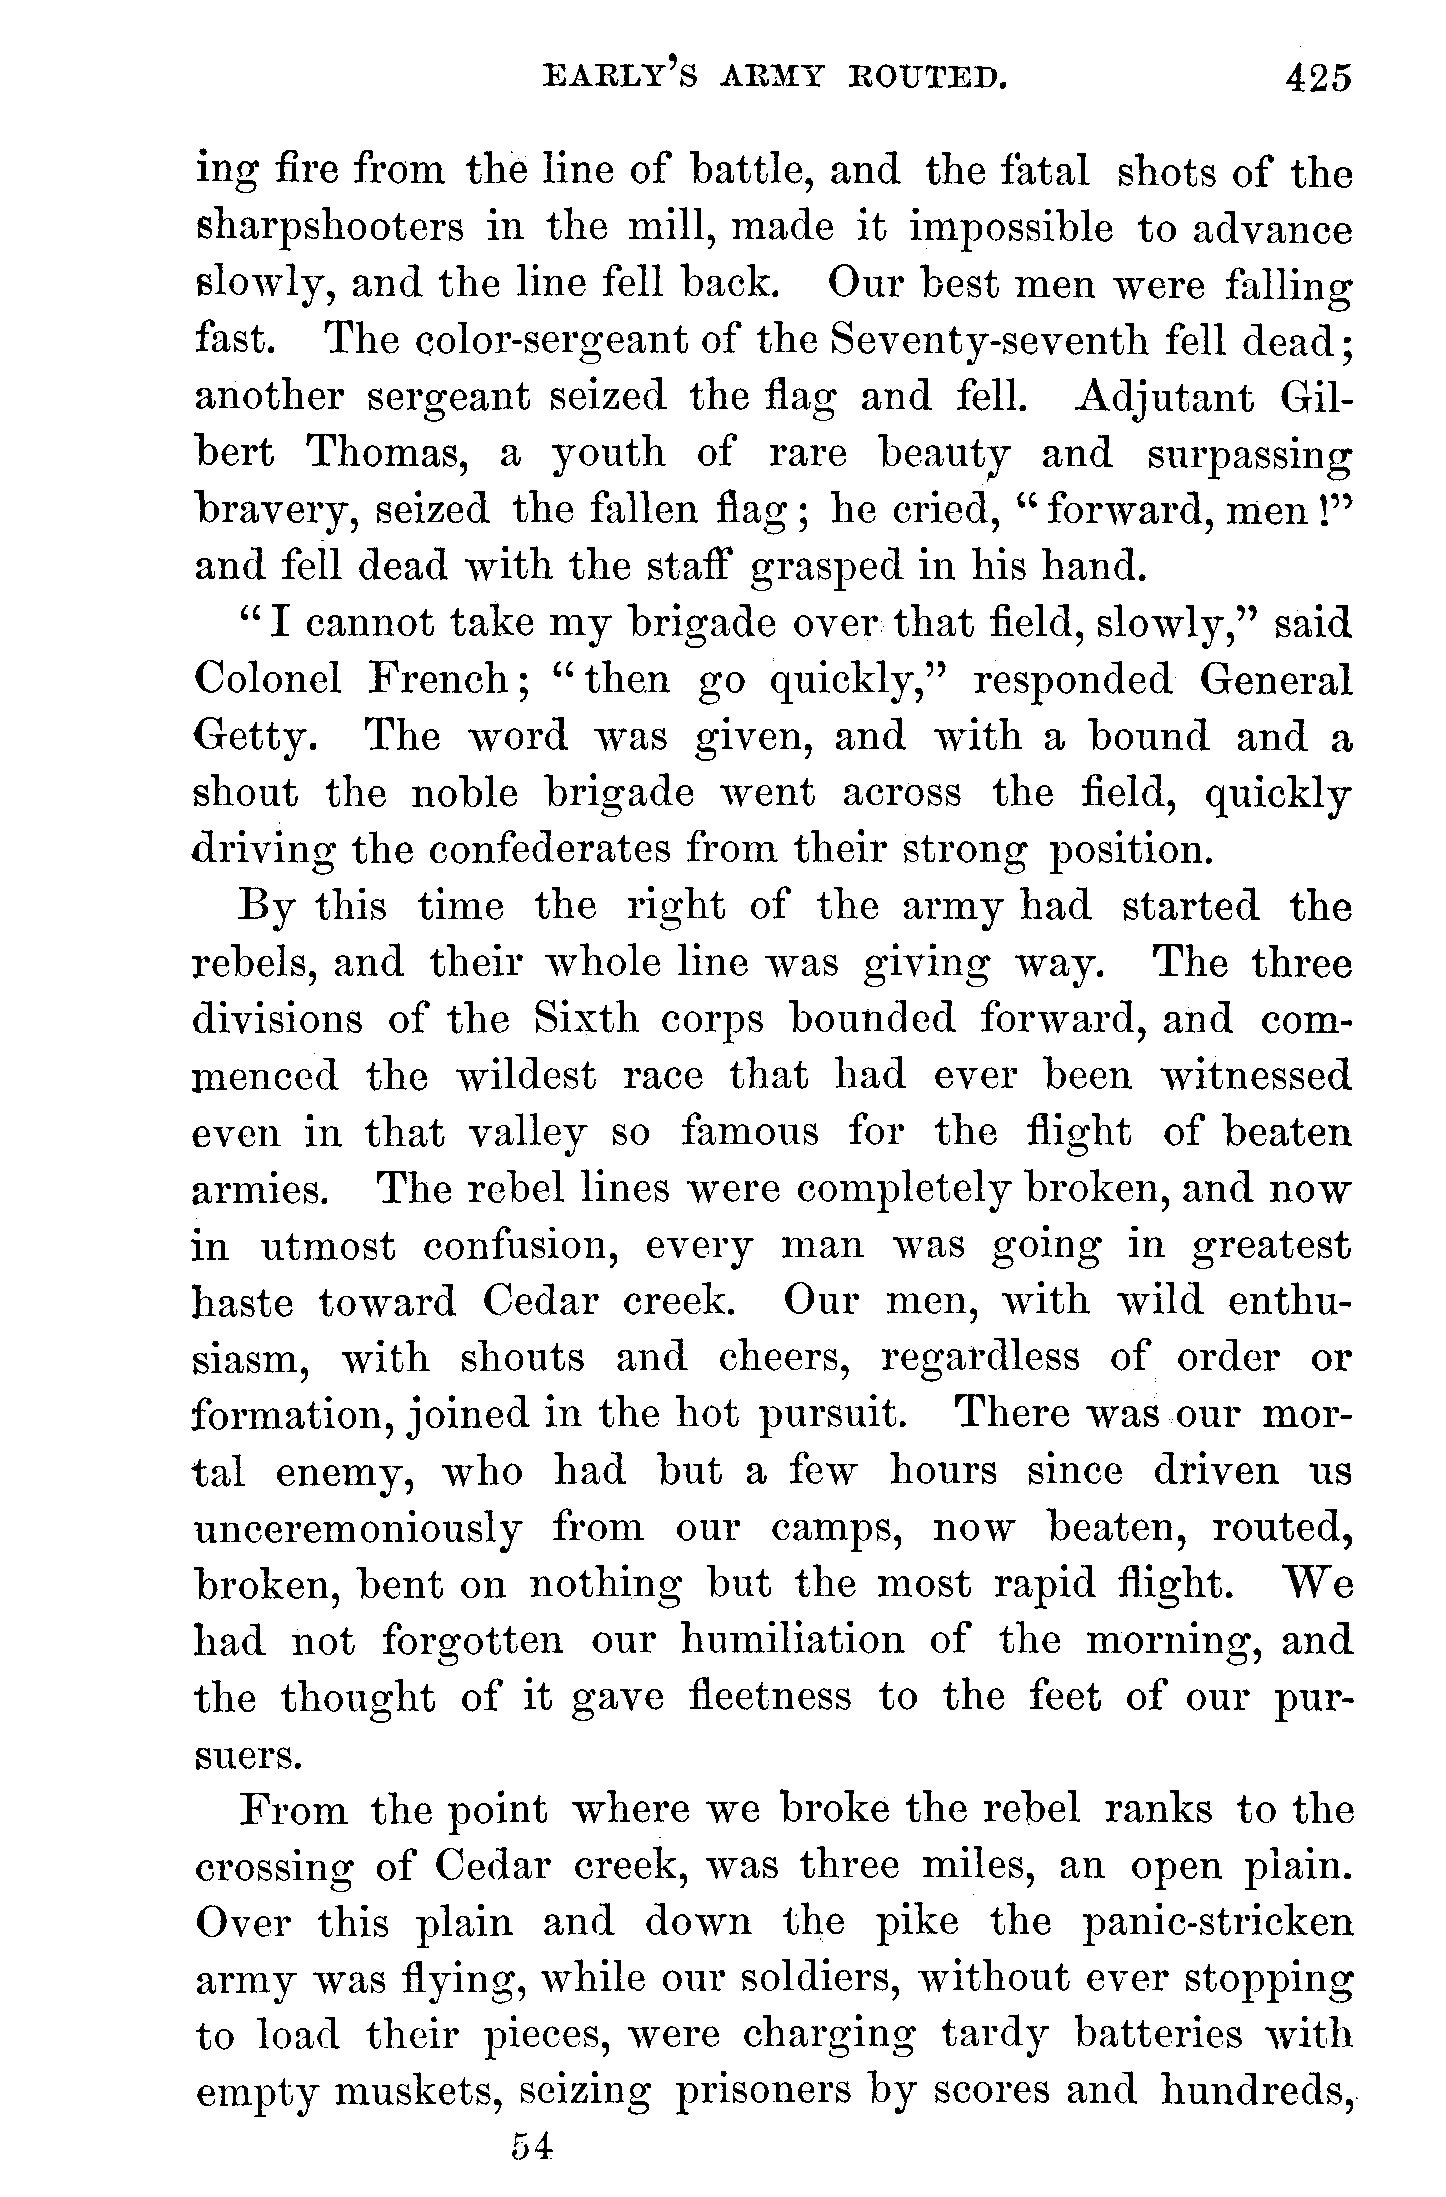 EARLY'S ARMY ROUTED. 425
ing fire from the line of battle, and the fatal shots of the
sharpshooters in the mill, made it impossible to advance
slowly, and the line fell back. Our best men were falling
fast. The color-sergeant of the Seventy-seventh fell dead;
another sergeant seized the flag and fell. Adjutant Gil-
bert Thomas, a youth of rare beauty and surpassing
bravery, seized the fallen flag; he cried, "forward, men!"
and fell dead with the staff grasped in his hand.
"I cannot take my brigade over that field, slowly," said
Colonel French; "then go quickly," responded General
Getty. The word was given, and with a bound and a
shout the noble brigade went across the field, quickly
driving the confederates from their strong position.
By this time the right of the army had started the
rebels, and their whole line was giving way. The three
divisions of the Sixth corps bounded forward, and com-
menced the wildest race that had ever been witnessed
even in that valley so famous for the flight of beaten
armies. The rebel lines were completely broken, and now
in utmost confusion, every man was going in greatest
haste toward Cedar creek. Our men, with wild enthu-
siasm, with shouts and cheers, regardless of order or
formation, joined in the hot pursuit. There was our mor-
tal enemy, who had but a few hours since driven us
unceremoniously from our camps, now beaten, routed,
broken, bent on nothing but the most rapid flight. We
had not forgotten our humiliation of the morning, and
the thought of it gave fleetness to the feet of our pur-
suers.
From the point where we broke the rebel ranks to the
crossing of Cedar creek, was three miles, an open plain.
Over this plain and down the pike the panic-stricken
army was flying, while our soldiers, without ever stopping
to load their pieces, were charging tardy batteries with
empty muskets, seizing prisoners by scores and hundreds,
54